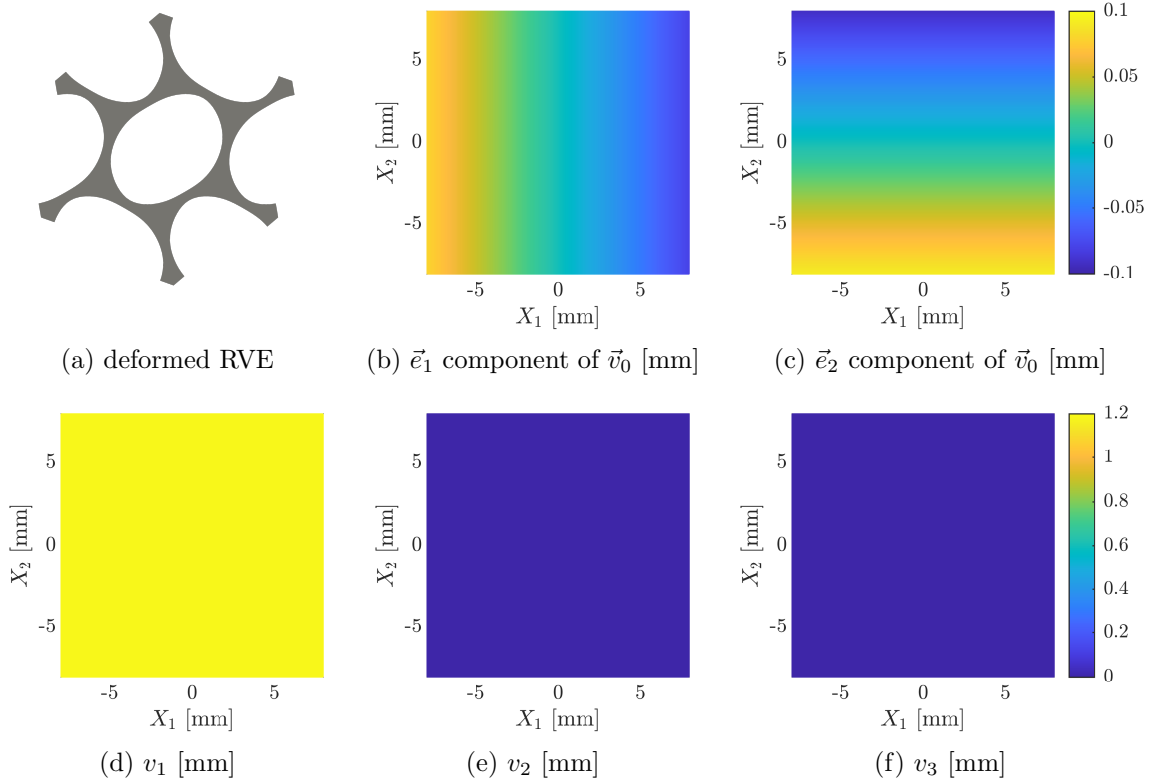 5
0
-5
X₂ [mm]
-5 0 5
X₁ [mm]
5
0
-5
X₂ [mm]
-5 0 5
X₁ [mm]
0.1
0.05
0
-0.05
-0.1
(a) deformed RVE
(b) e⃗₁ component of v⃗₀ [mm]
(c) e⃗₂ component of v⃗₀ [mm]
5
0
-5
X₂ [mm]
-5 0 5
X₁ [mm]
5
0
-5
X₂ [mm]
-5 0 5
X₁ [mm]
5
0
-5
X₂ [mm]
-5 0 5
X₁ [mm]
1.2
1
0.8
0.6
0.4
0.2
0
(d) v₁ [mm]
(e) v₂ [mm]
(f) v₃ [mm]